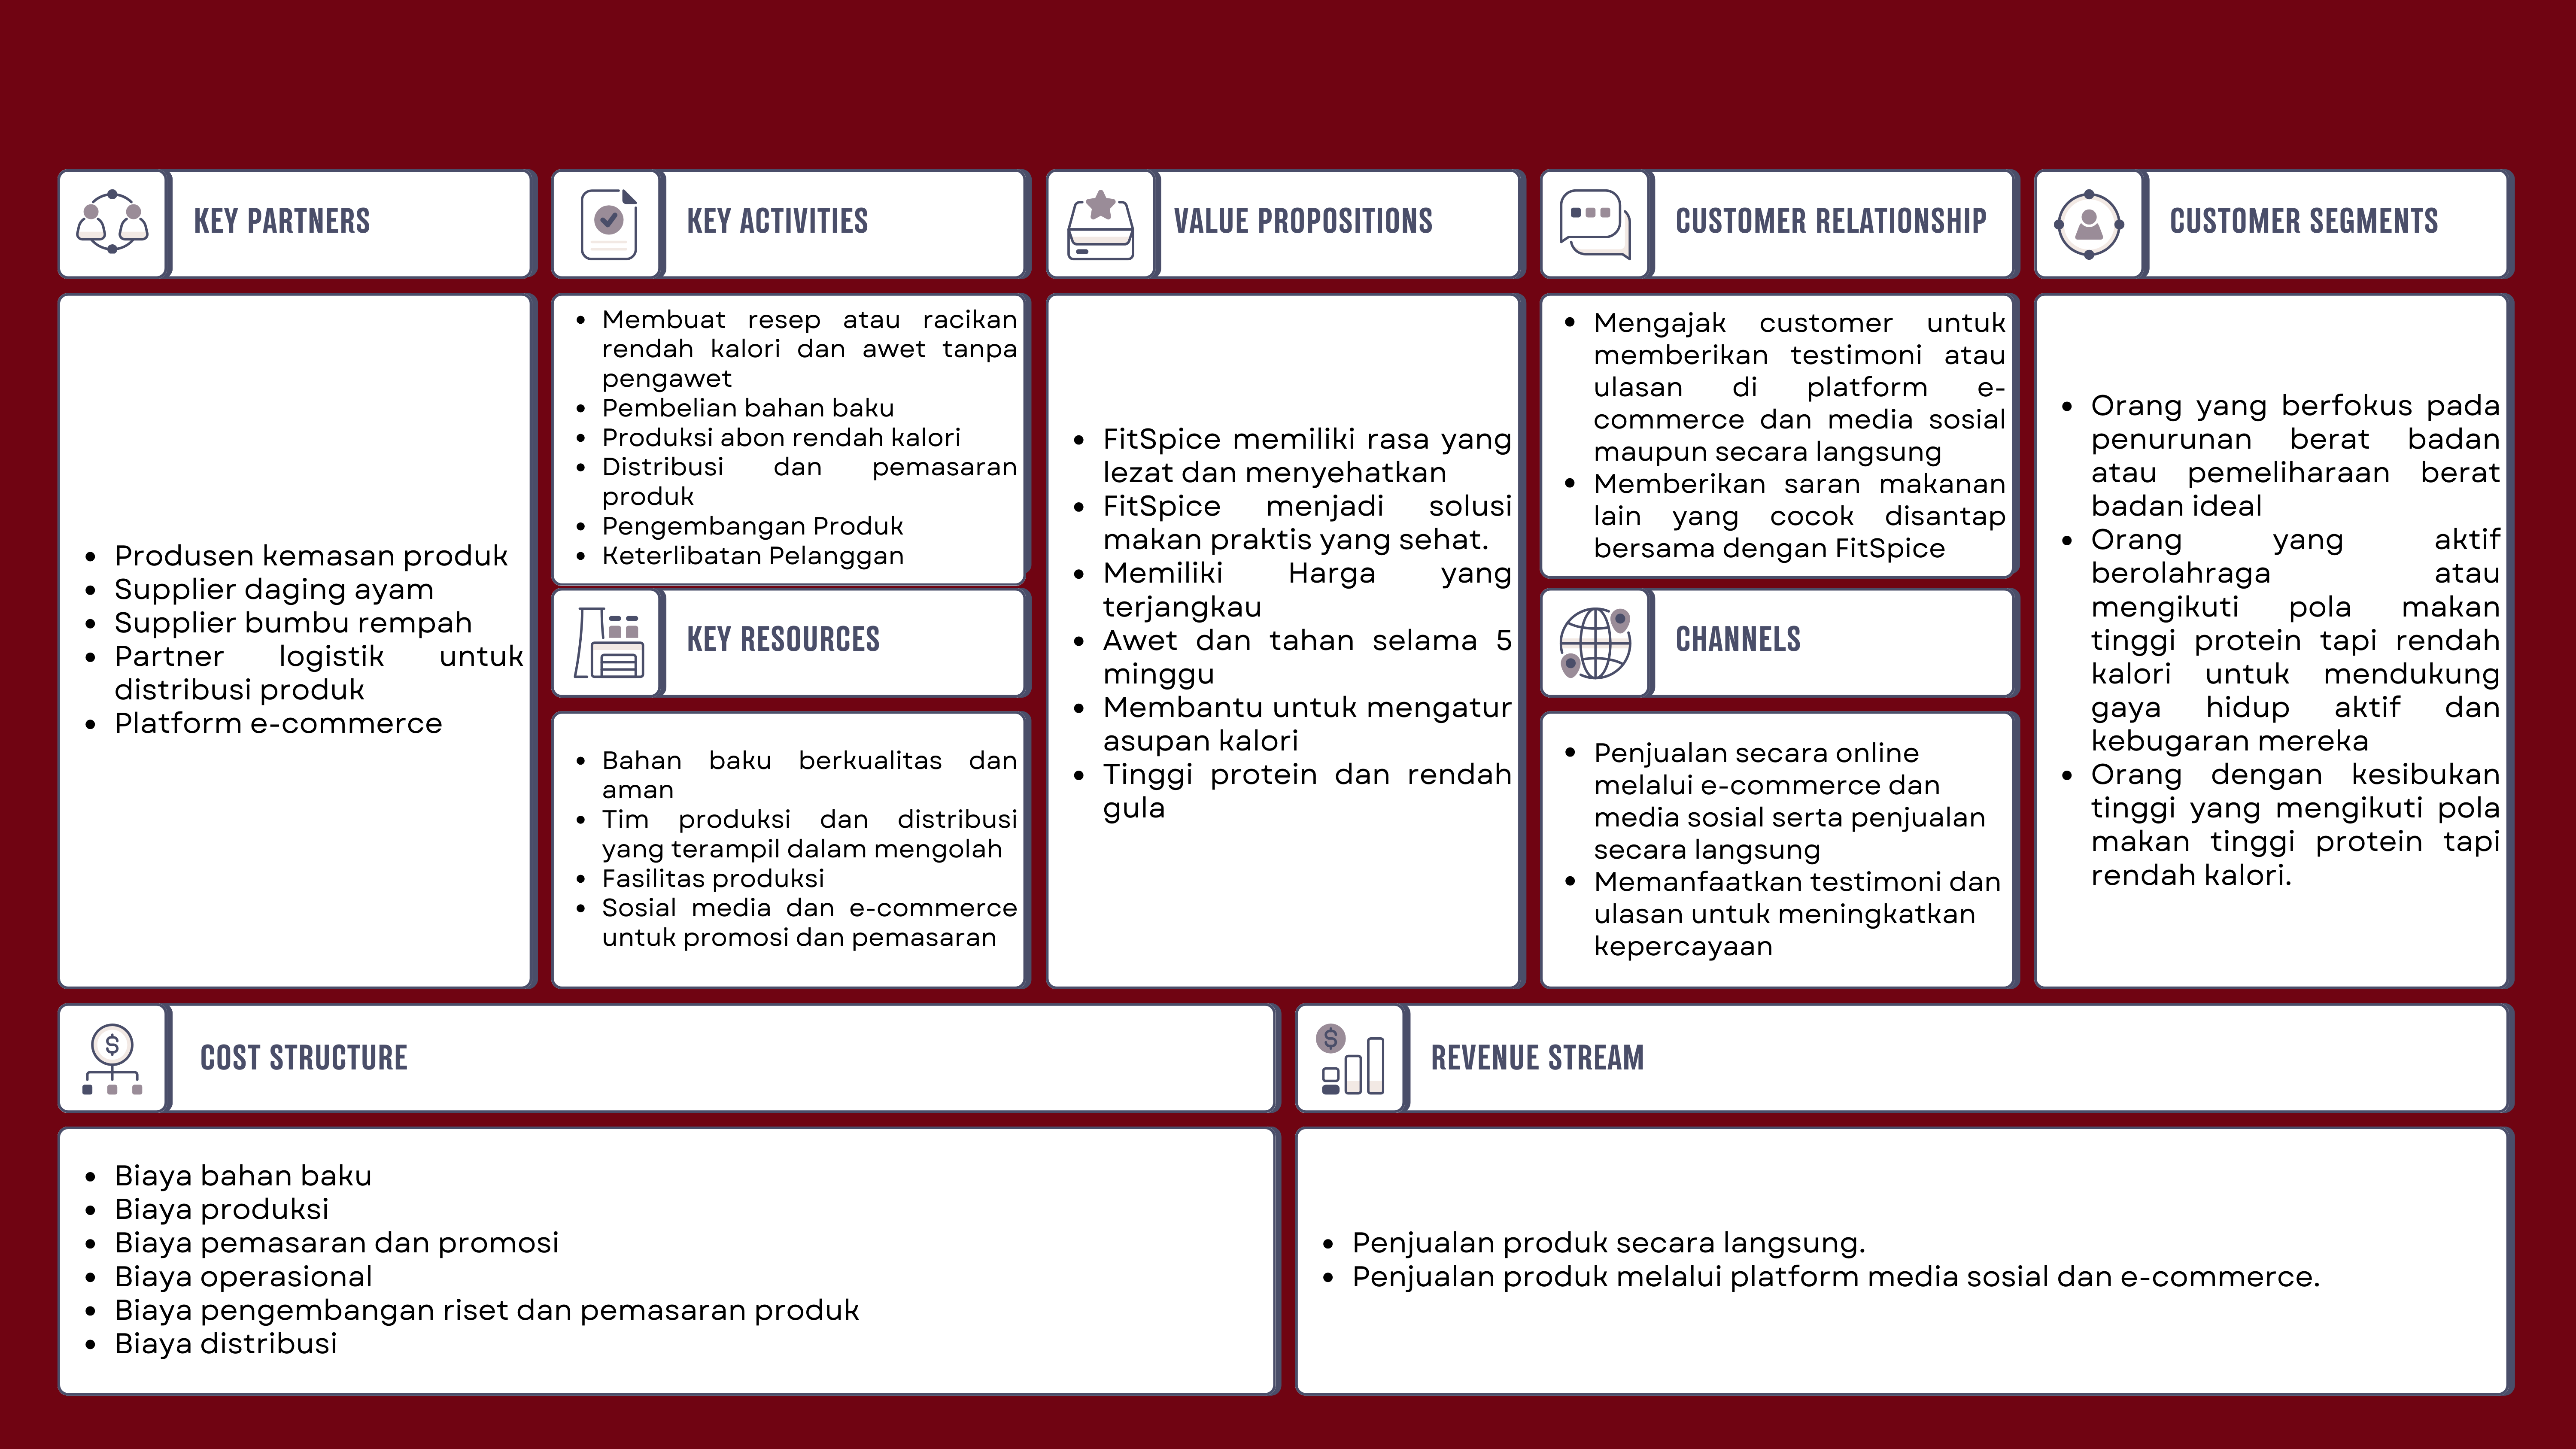 KEY PARTNERS
Produsen kemasan produk
Supplier daging ayam
Supplier bumbu rempah
Partner logistik untuk
distribusi produk
Platform e-commerce
KEY ACTIVITIES
Membuat resep atau racikan
rendah kalori dan awet tanpa
pengawet
Pembelian bahan baku
Produksi abon rendah kalori
Distribusi dan pemasaran
produk
Pengembangan Produk
Keterlibatan Pelanggan
KEY RESOURCES
Bahan baku berkualitas dan
aman
Tim produksi dan distribusi
yang terampil dalam mengolah
Fasilitas produksi
Sosial media dan e-commerce
untuk promosi dan pemasaran
VALUE PROPOSITIONS
FitSpice memiliki rasa yang
lezat dan menyehatkan
FitSpice menjadi solusi
makan praktis yang sehat.
Memiliki Harga yang
terjangkau
Awet dan tahan selama 5
minggu
Membantu untuk mengatur
asupan kalori
Tinggi protein dan rendah
gula
CUSTOMER RELATIONSHIP
Mengajak customer untuk
memberikan testimoni atau
ulasan di platform e-
commerce dan media sosial
maupun secara langsung
Memberikan saran makanan
lain yang cocok disantap
bersama dengan FitSpice
CHANNELS
Penjualan secara online
melalui e-commerce dan
media sosial serta penjualan
secara langsung
Memanfaatkan testimoni dan
ulasan untuk meningkatkan
kepercayaan
CUSTOMER SEGMENTS
Orang yang berfokus pada
penurunan berat badan
atau pemeliharaan berat
badan ideal
Orang yang aktif
berolahraga atau
mengikuti pola makan
tinggi protein tapi rendah
kalori untuk mendukung
gaya hidup aktif dan
kebugaran mereka
Orang dengan kesibukan
tinggi yang mengikuti pola
makan tinggi protein tapi
rendah kalori.
COST STRUCTURE
Biaya bahan baku
Biaya produksi
Biaya pemasaran dan promosi
Biaya operasional
Biaya pengembangan riset dan pemasaran produk
Biaya distribusi
REVENUE STREAM
Penjualan produk secara langsung.
Penjualan produk melalui platform media sosial dan e-commerce.